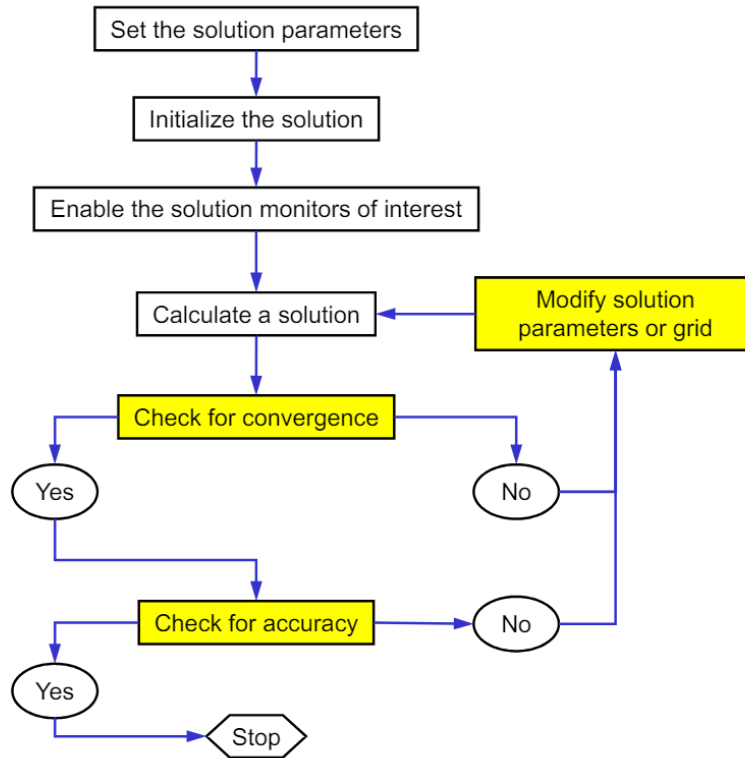 Set the solution parameters
Initialize the solution
Enable the solution monitors of interest
Calculate a solution
Modify solution
parameters or grid
Check for convergence
Yes
No
Check for accuracy
No
Yes
Stop